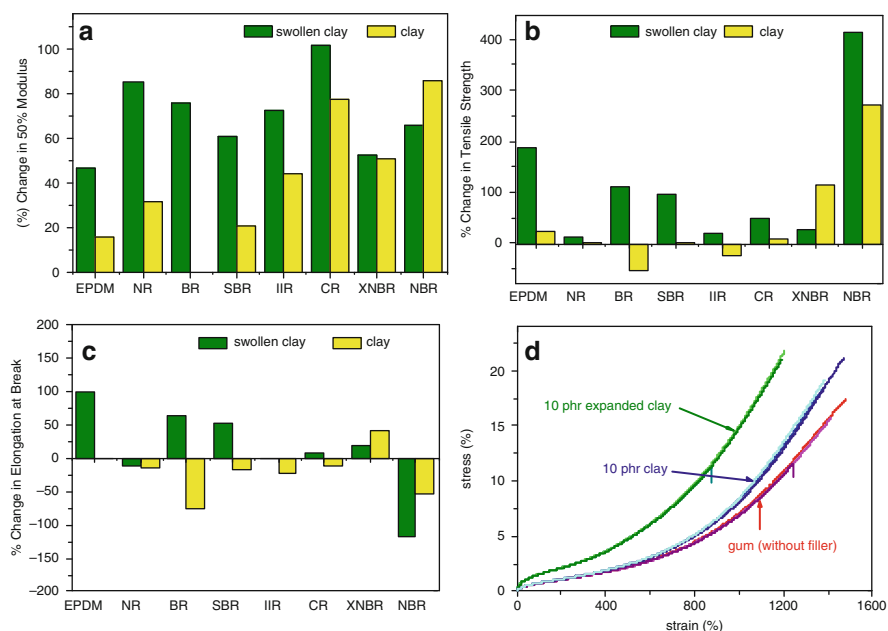 a
swollen clay
clay
(%) Change in 50% Modulus
100
80
60
40
20
0
EPDM NR BR SBR IIR CR XNBR NBR
b
swollen clay
clay
% Change in Tensile Strength
400
300
200
100
0
EPDM NR BR SBR IIR CR XNBR NBR
c
swollen clay
clay
% Change in Elongation at Break
200
150
100
50
0
−50
−100
−150
−200
EPDM NR BR SBR IIR CR XNBR NBR
d
10 phr expanded clay
10 phr clay
gum (without filler)
stress (%)
20
15
10
5
0
0 400 800 1200 1600
strain (%)